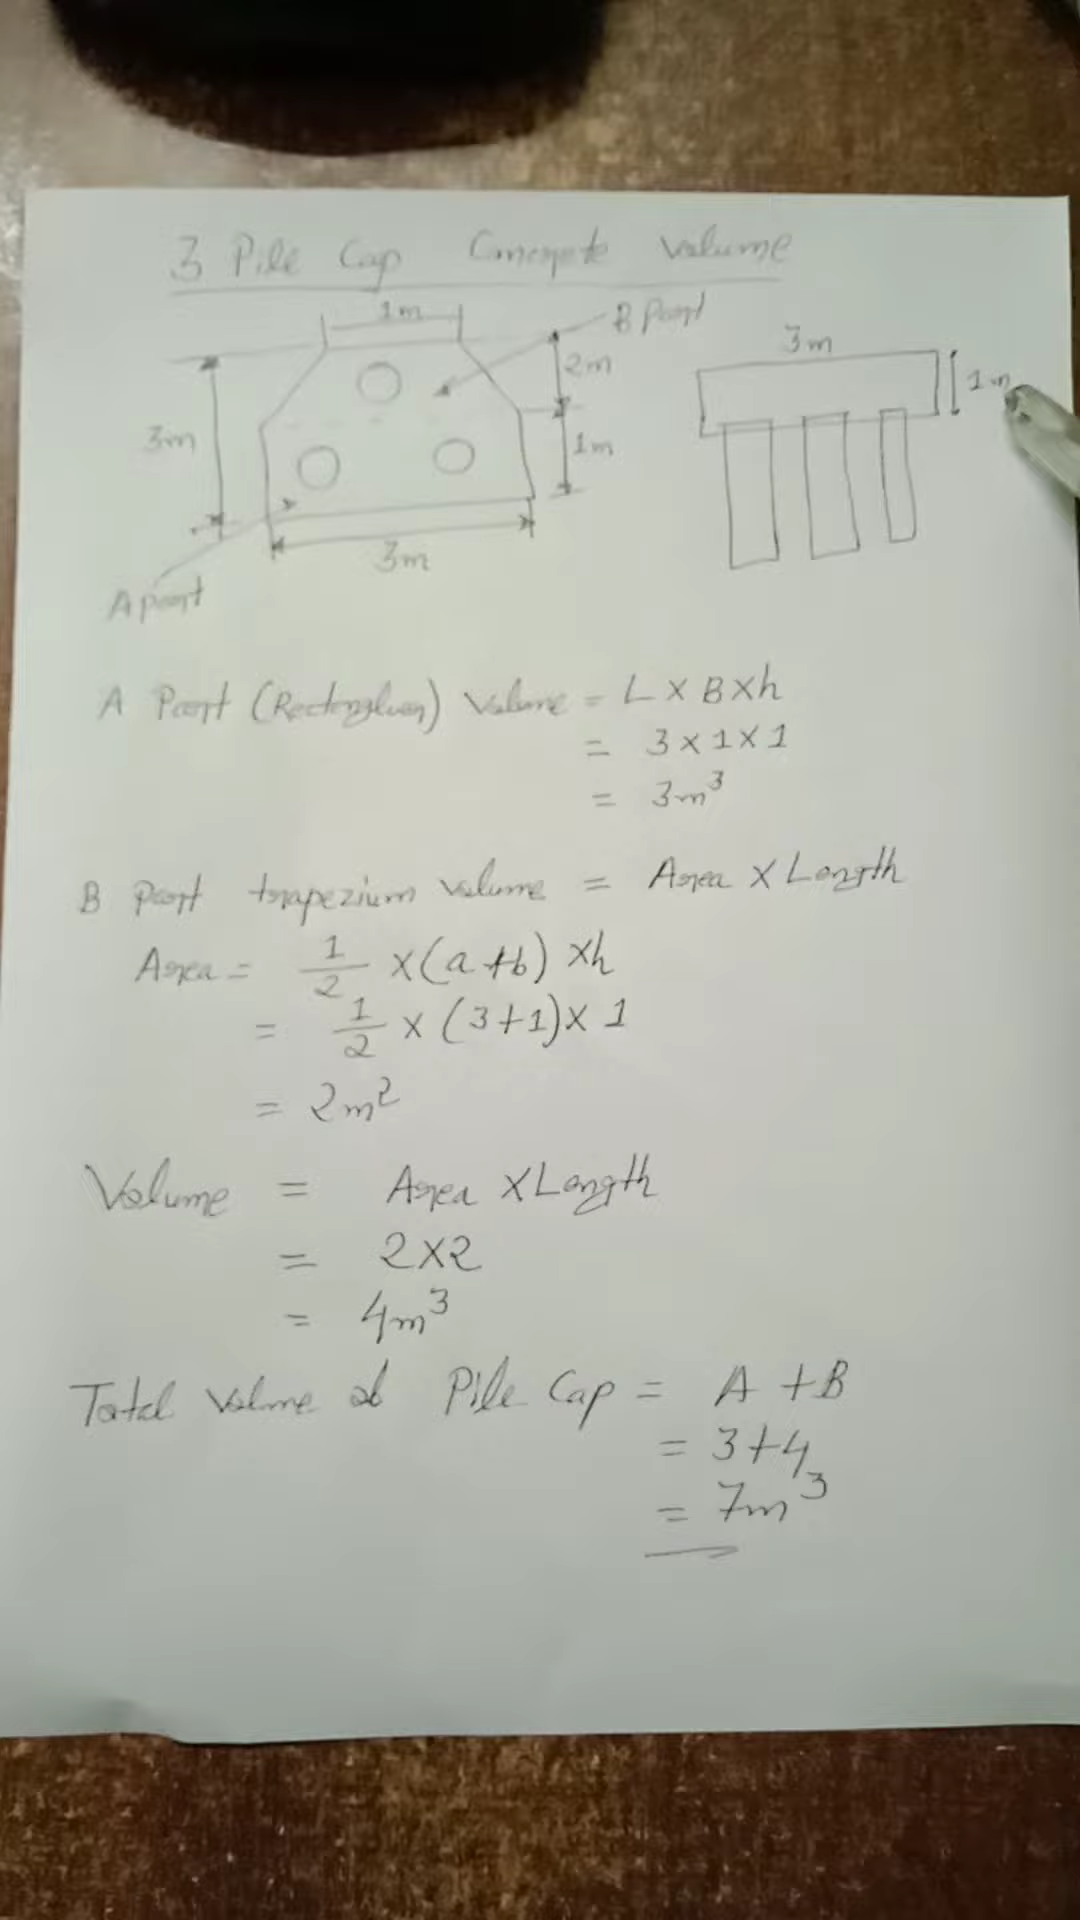 3 Pile Cap Concrete Volume
1m
B Part
3m
2m
1m
3m
1m
3m
A part
A Part (Rectangluar) Volume = L X B X h
= 3 X 1 X 1
= 3m³
B Part trapezium volume = Area X Length
Area = 1/2 X (a+b) X h
= 1/2 X (3+1) X 1
= 2m²
Volume = Area X Length
= 2X2
= 4m³
Total Volume of Pile Cap = A + B
= 3+4
= 7m³